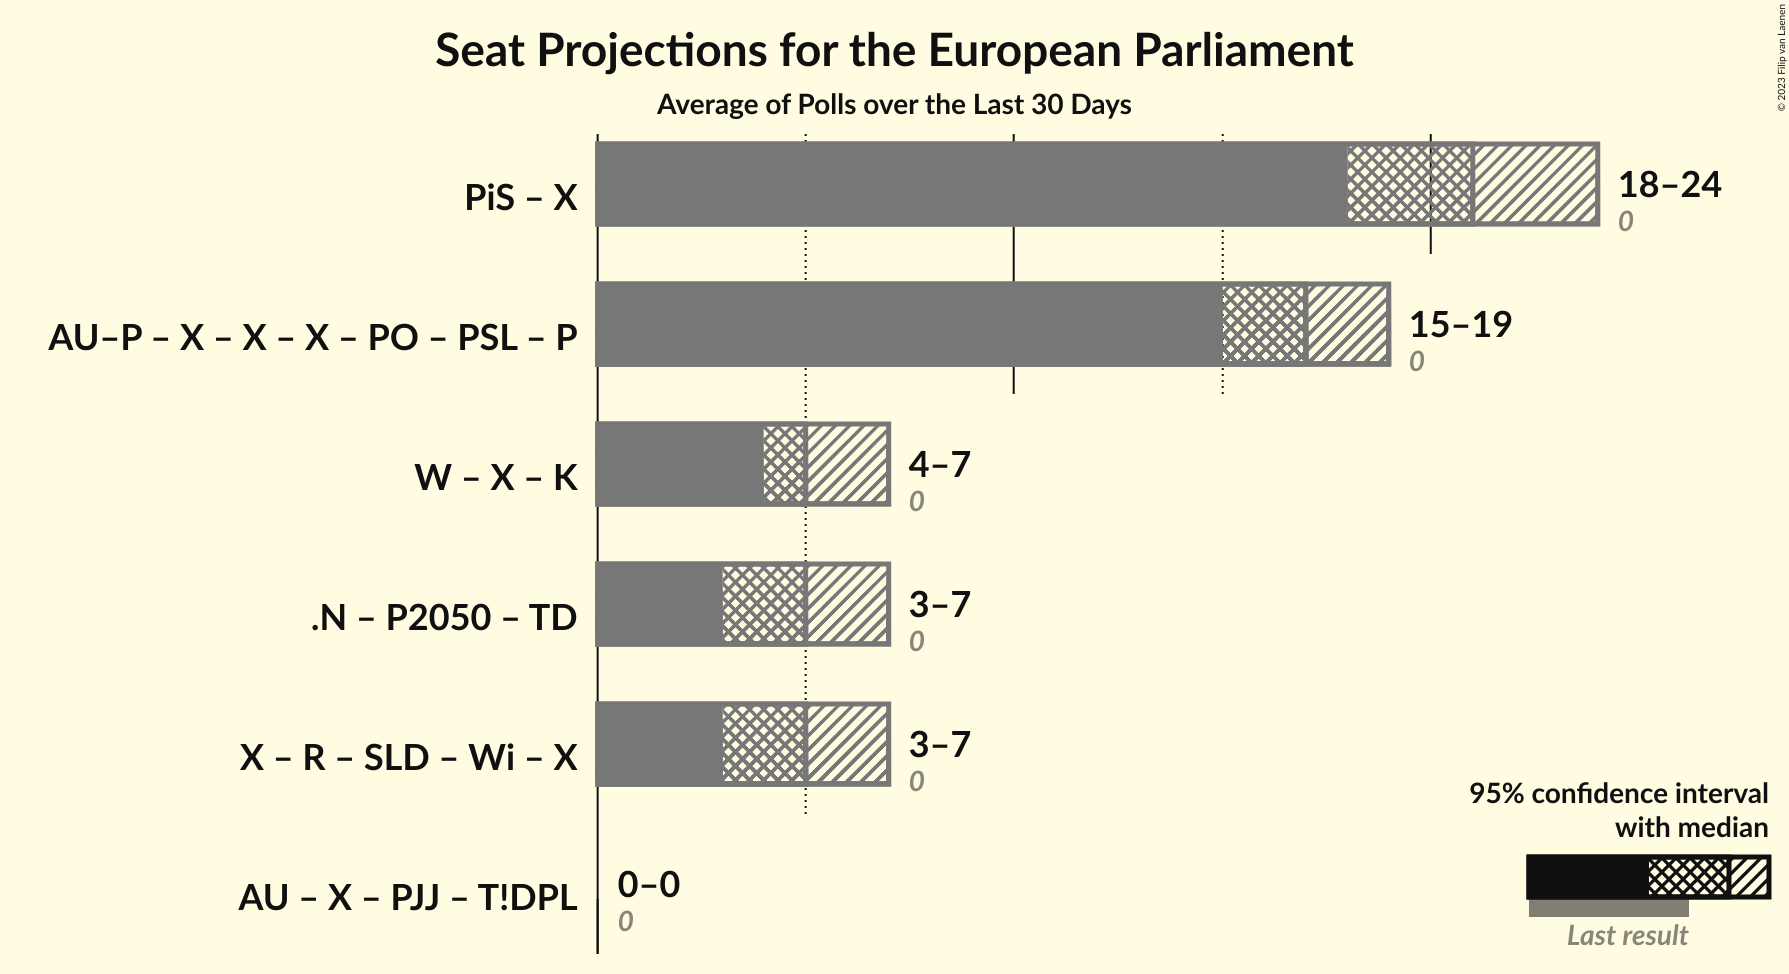 Seat Projections for the European Parliament
Average of Polls over the Last 30 Days
© 2023 Filip van Laenen
PiS – X
18–24
0
AU–P – X – X – X – PO – PSL – P
15–19
0
W – X – K
4–7
0
.N – P2050 – TD
3–7
0
X – R – SLD – Wi – X
3–7
0
AU – X – PJJ – T!DPL
0–0
0
95% confidence interval
with median
Last result